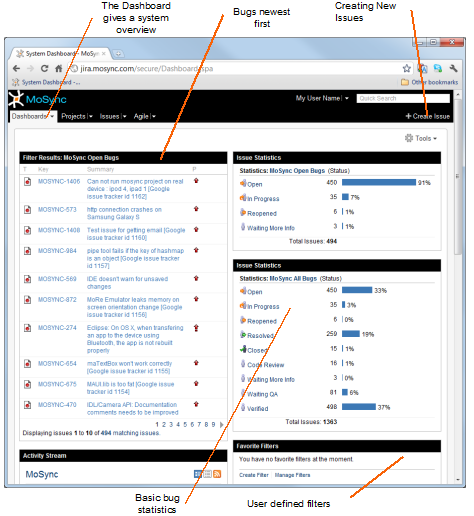 The Dashboard
gives a system
overview
Bugs newest
first
Creating New
Issues
System Dashboard - MoSync
jira.mosync.com/secure/Dashboard.jspa
System Dashboard -...
Other bookmarks
MoSync
My User Name
Quick Search
Dashboards
Projects
Issues
Agile
+ Create Issue
Tools
Filter Results: MoSync Open Bugs
T Key Summary P
MOSYNC-1406 Can not run mosync project on real
device : ipod 4, ipad 1 [Google
issue tracker id 1162]
MOSYNC-573 http connection crashes on
Samsung Galaxy S
MOSYNC-1408 Test issue for getting email [Google
issue tracker id 1160]
MOSYNC-984 pipe tool fails if the key of hashmap
is an object [Google issue tracker
id 1157]
MOSYNC-569 IDE doesn't warn for unsaved
changes
MOSYNC-872 MoRe Emulator leaks memory on
screen orientation change [Google
issue tracker id 1156]
MOSYNC-274 Eclipse: On OS X, when transfering
an app to the device using
Bluetooth, the app is not rebuilt
properly
MOSYNC-654 maTextBox won't work correctly
[Google issue tracker id 1155]
MOSYNC-675 MAUI lib is too fat [Google issue
tracker id 1154]
MOSYNC-470 IDL/Camera API: Documentation
comments needs to be improved
1 2 3 4 5 6 7 8 9
Displaying issues 1 to 10 of 494 matching issues.
Activity Stream
MoSync
Issue Statistics
Statistics: MoSync Open Bugs (Status)
Open 450 91%
In Progress 35 7%
Reopened 6 1%
Waiting More Info 3 1%
Total Issues: 494
Issue Statistics
Statistics: MoSync All Bugs (Status)
Open 450 33%
In Progress 35 3%
Reopened 6 0%
Resolved 259 19%
Closed 15 1%
Code Review 16 1%
Waiting More Info 3 0%
Waiting QA 81 6%
Verified 498 37%
Total Issues: 1363
Favorite Filters
You have no favorite filters at the moment.
Create Filter Manage Filters
Basic bug
statistics
User defined filters